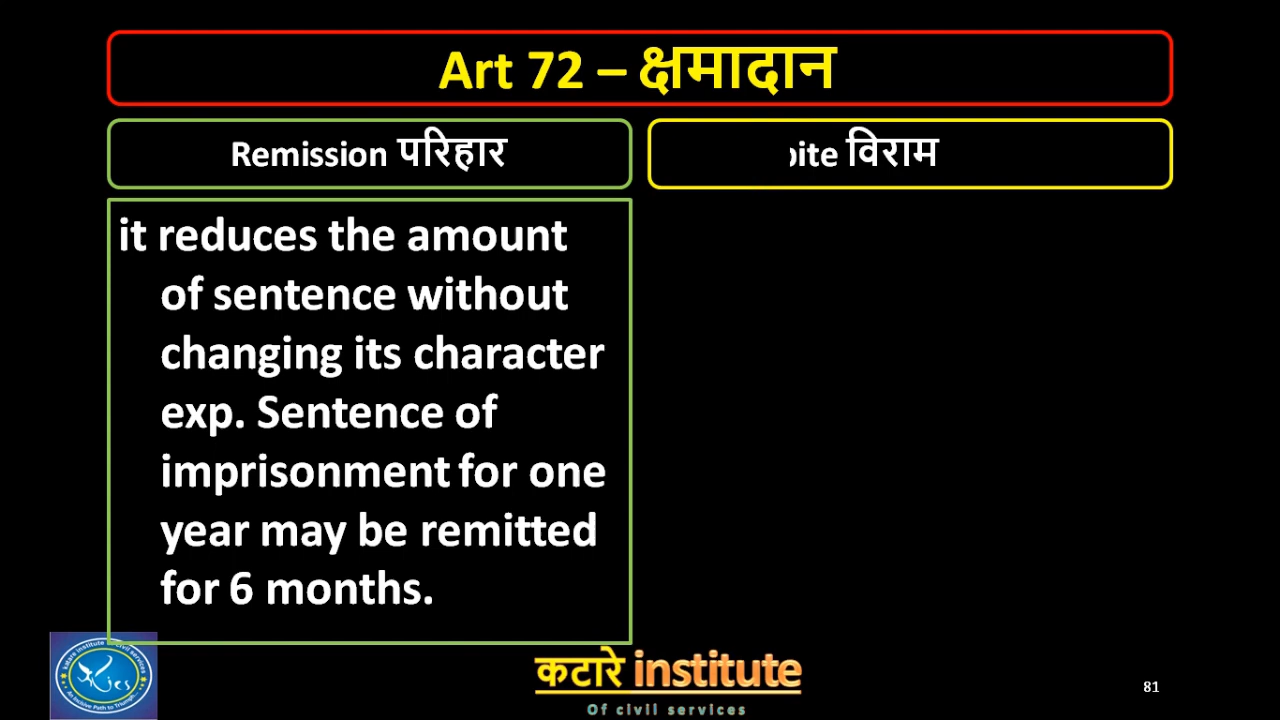 Art 72 – क्षमादान
Remission परिहार
विराम
it reduces the amount
of sentence without
changing its character
exp. Sentence of
imprisonment for one
year may be remitted
for 6 months.
कटारे institute
Of civil services
81